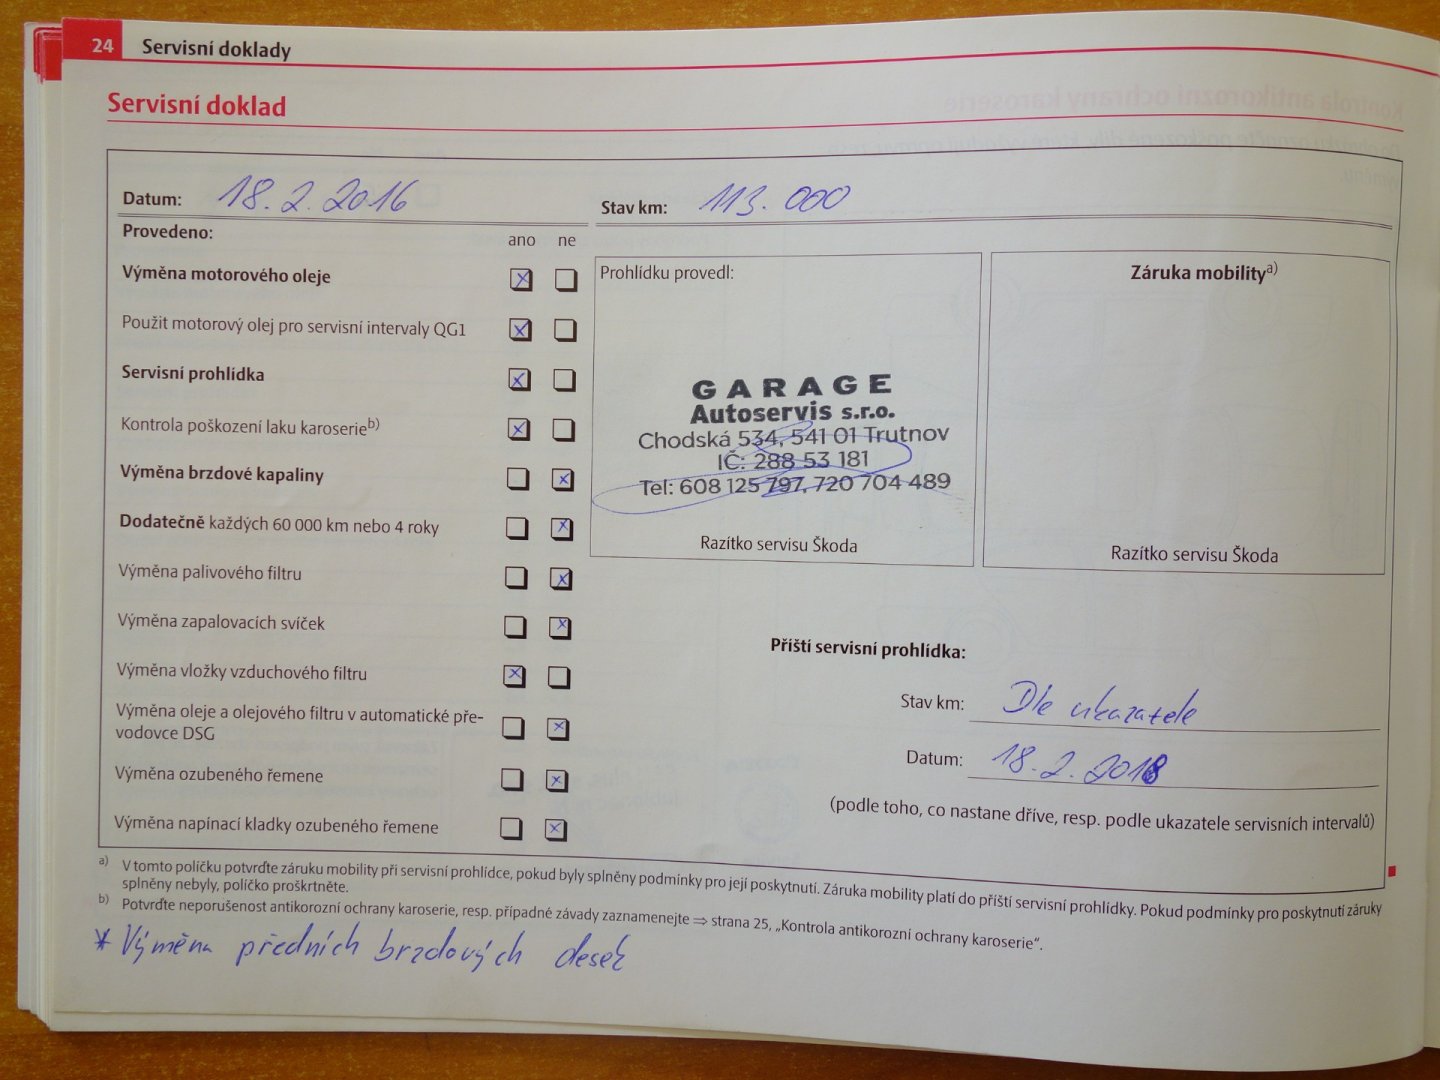 24 Servisní doklady
Servisní doklad
Datum: 18.2.2016
Stav km: 113.000
Provedeno:
ano ne
Výměna motorového oleje
Použit motorový olej pro servisní intervaly QG1
Servisní prohlídka
Kontrola poškození laku karoserieb)
Výměna brzdové kapaliny
Dodatečně každých 60 000 km nebo 4 roky
Výměna palivového filtru
Výměna zapalovacích svíček
Výměna vložky vzduchového filtru
Výměna oleje a olejového filtru v automatické pře-
vodovce DSG
Výměna ozubeného řemene
Výměna napínací kladky ozubeného řemene
Prohlídku provedl:
GARAGE
Autoservis s.r.o.
Chodská 534, 541 01 Trutnov
IČ: 288 53 181
Tel: 608 125 797, 720 704 489
Razítko servisu Škoda
Záruka mobilitya)
Razítko servisu Škoda
Příští servisní prohlídka:
Stav km: Dle ukazatele
Datum: 18.2.2018
(podle toho, co nastane dříve, resp. podle ukazatele servisních intervalů)
a) V tomto políčku potvrďte záruku mobility při servisní prohlídce, pokud byly splněny podmínky pro její poskytnutí. Záruka mobility platí do příští servisní prohlídky. Pokud podmínky pro poskytnutí záruky
splněny nebyly, políčko proškrtněte.
b) Potvrďte neporušenost antikorozní ochrany karoserie, resp. případné závady zaznamenejte ⇒ strana 25, „Kontrola antikorozní ochrany karoserie“.
* Výměna předních brzdových desek